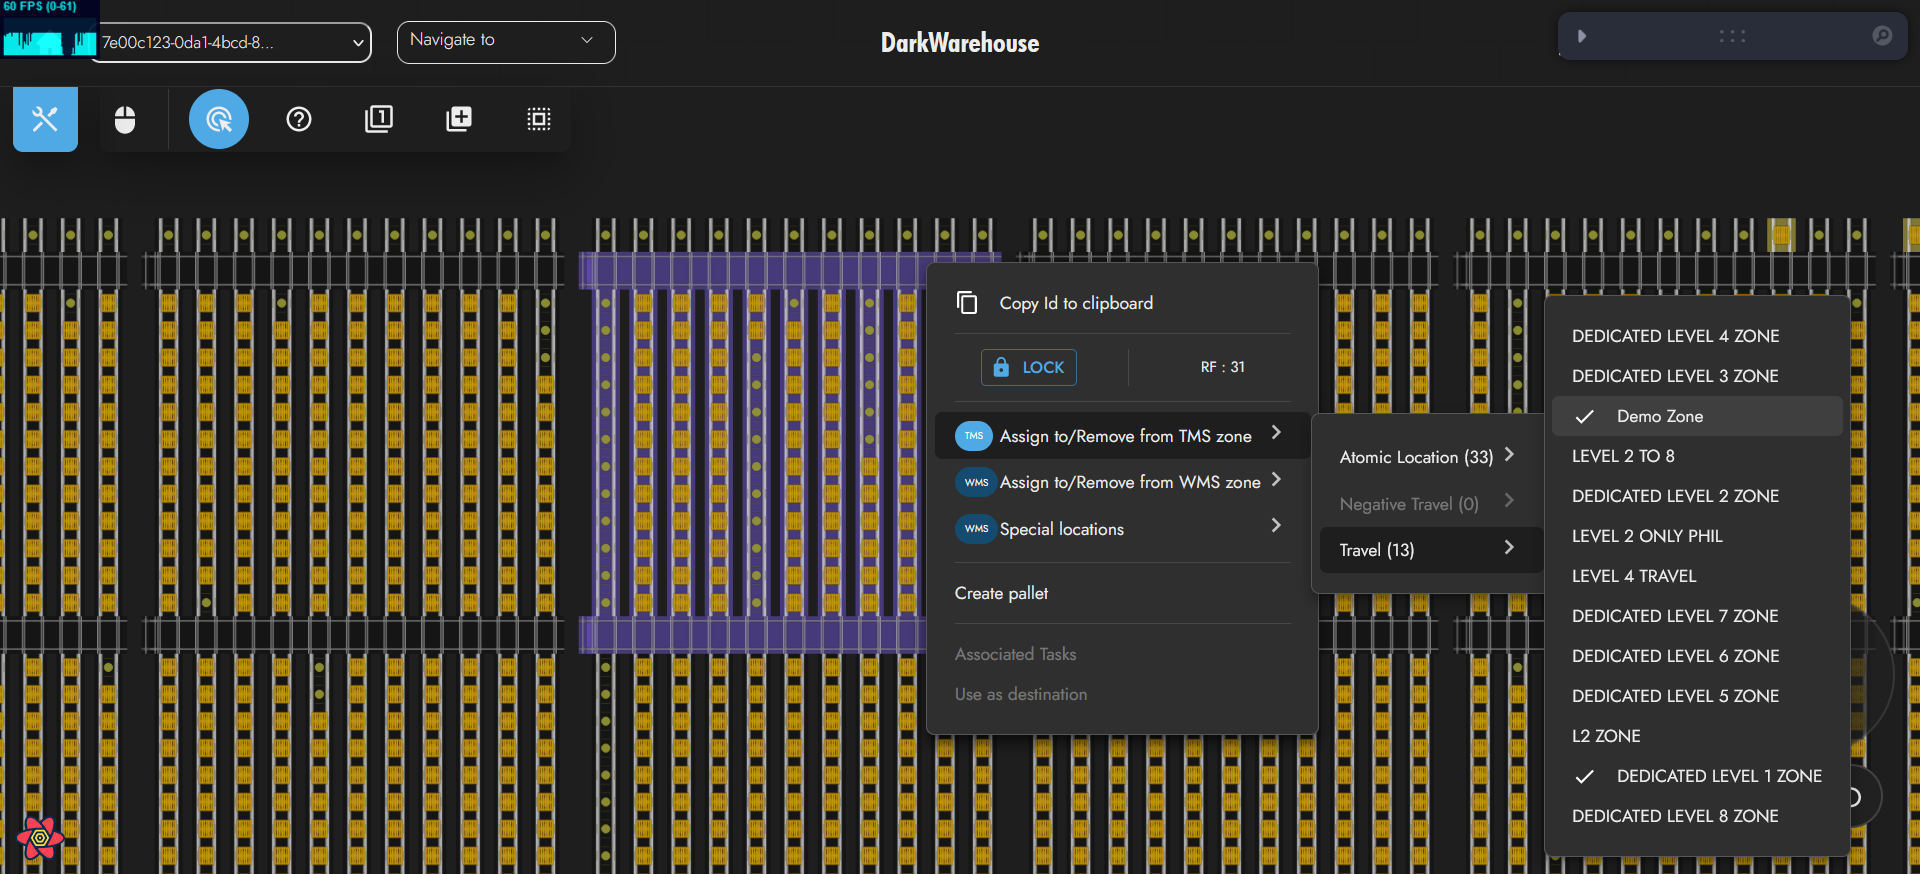 60 FPS (0-61)
7e00c123-0da1-4bcd-8...
Navigate to
DarkWarehouse
1
Copy Id to clipboard
LOCK
RF : 31
TMS Assign to/Remove from TMS zone
WMS Assign to/Remove from WMS zone
WMS Special locations
Create pallet
Associated Tasks
Use as destination
Atomic Location (33)
Negative Travel (0)
Travel (13)
DEDICATED LEVEL 4 ZONE
DEDICATED LEVEL 3 ZONE
Demo Zone
LEVEL 2 TO 8
DEDICATED LEVEL 2 ZONE
LEVEL 2 ONLY PHIL
LEVEL 4 TRAVEL
DEDICATED LEVEL 7 ZONE
DEDICATED LEVEL 6 ZONE
DEDICATED LEVEL 5 ZONE
L2 ZONE
DEDICATED LEVEL 1 ZONE
DEDICATED LEVEL 8 ZONE